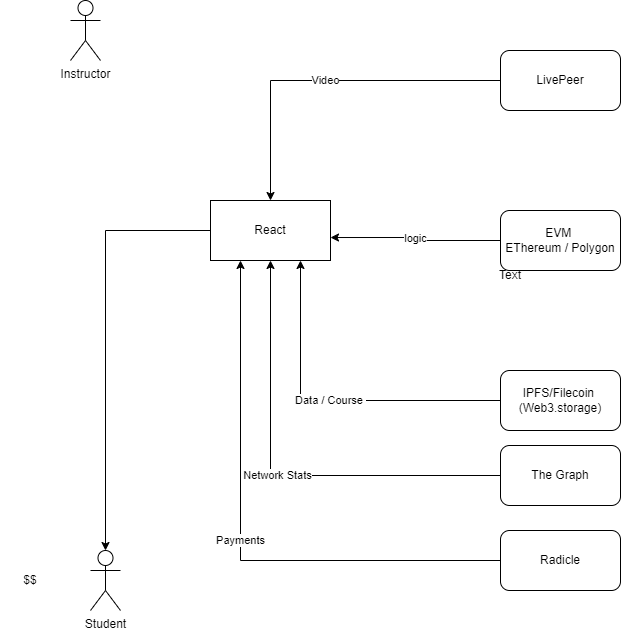 Instructor
Video
LivePeer
React
logic
EVM
EThereum / Polygon
Text
Data / Course
IPFS/Filecoin
(Web3.storage)
Network Stats
The Graph
Payments
Radicle
$$
Student